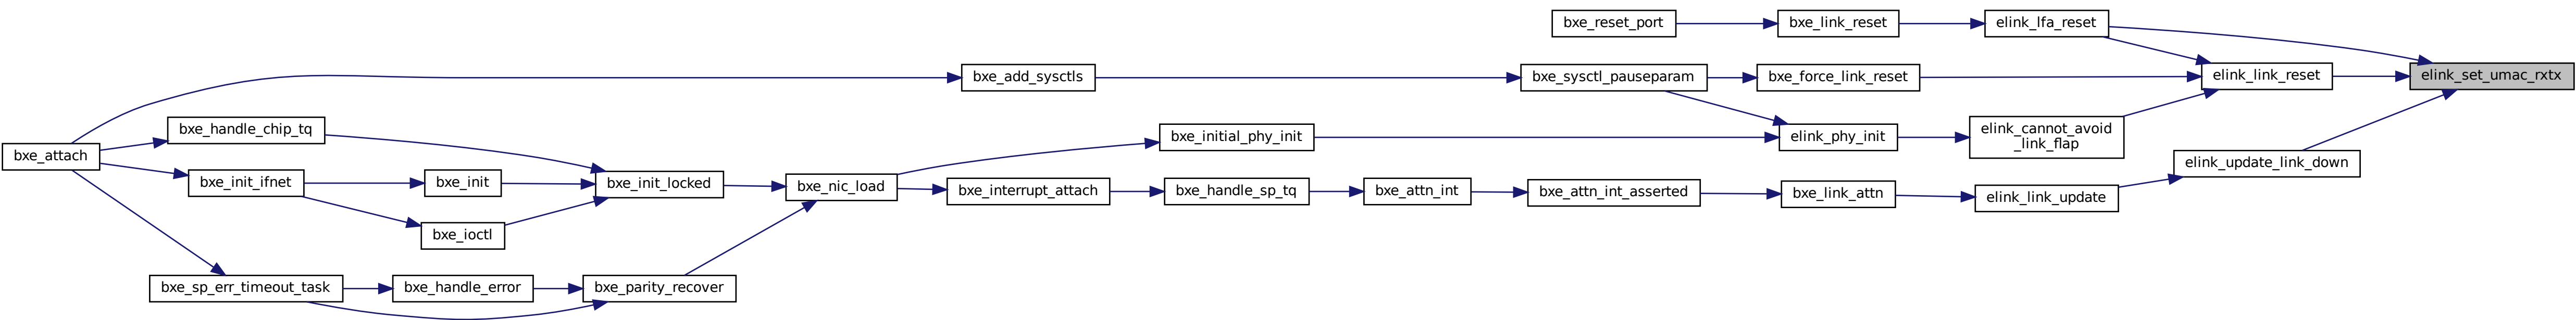 bxe_reset_port
bxe_link_reset
elink_lfa_reset
bxe_add_sysctls
bxe_sysctl_pauseparam
bxe_force_link_reset
elink_link_reset
elink_set_umac_rxtx
bxe_handle_chip_tq
bxe_initial_phy_init
elink_phy_init
elink_cannot_avoid
_link_flap
bxe_attach
elink_update_link_down
bxe_init_ifnet
bxe_init
bxe_init_locked
bxe_nic_load
bxe_interrupt_attach
bxe_handle_sp_tq
bxe_attn_int
bxe_attn_int_asserted
bxe_link_attn
elink_link_update
bxe_ioctl
bxe_sp_err_timeout_task
bxe_handle_error
bxe_parity_recover